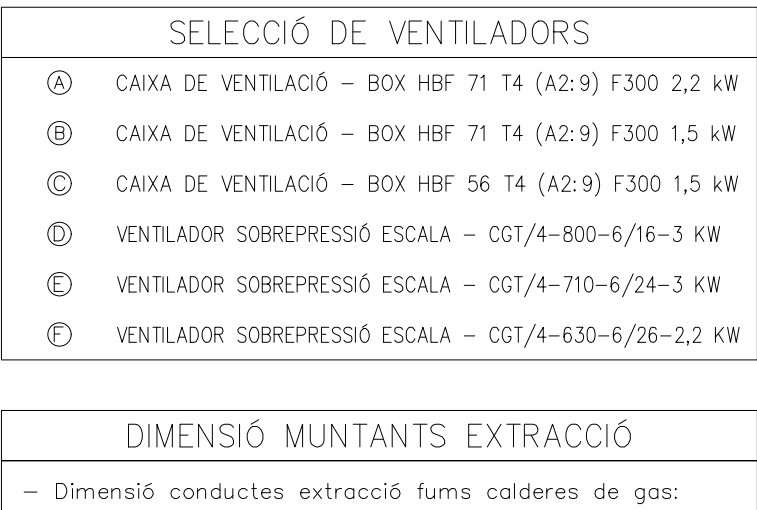 SELECCIÓ DE VENTILADORS
A CAIXA DE VENTILACIÓ – BOX HBF 71 T4 (A2:9) F300 2,2 kW
B CAIXA DE VENTILACIÓ – BOX HBF 71 T4 (A2:9) F300 1,5 kW
C CAIXA DE VENTILACIÓ – BOX HBF 56 T4 (A2:9) F300 1,5 kW
D VENTILADOR SOBREPRESSIÓ ESCALA – CGT/4–800–6/16–3 KW
E VENTILADOR SOBREPRESSIÓ ESCALA – CGT/4–710–6/24–3 KW
F VENTILADOR SOBREPRESSIÓ ESCALA – CGT/4–630–6/26–2,2 KW
DIMENSIÓ MUNTANTS EXTRACCIÓ
– Dimensió conductes extracció fums calderes de gas: